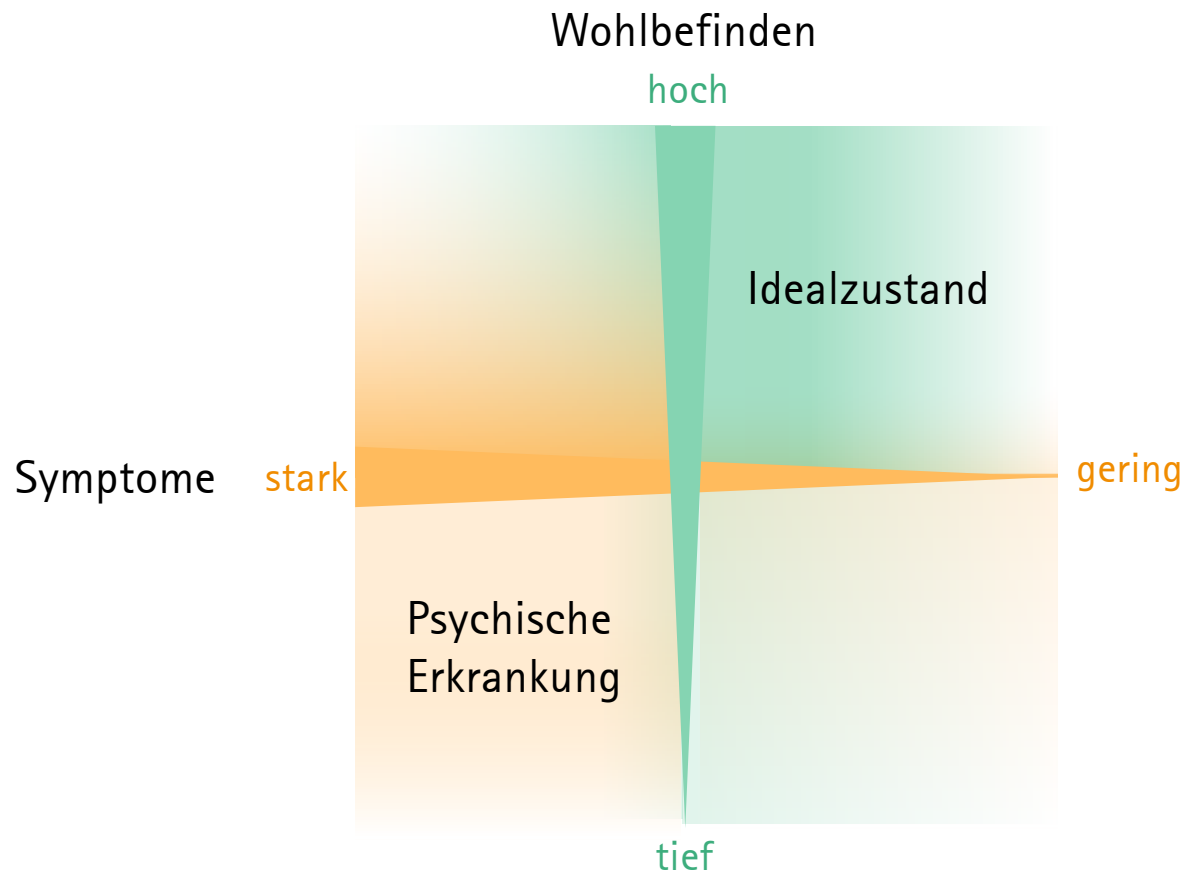 Wohlbefinden
hoch
Idealzustand
Symptome stark gering
Psychische
Erkrankung
tief